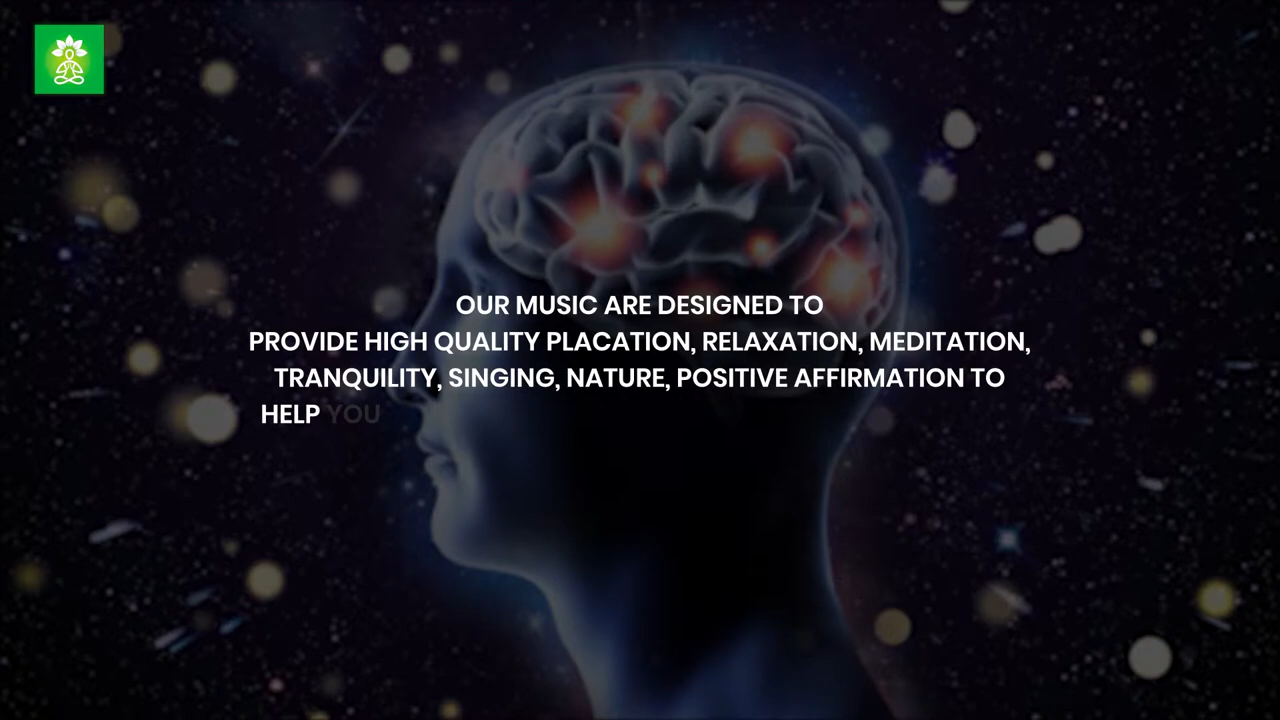 OUR MUSIC ARE DESIGNED TO
PROVIDE HIGH QUALITY PLACATION, RELAXATION, MEDITATION,
TRANQUILITY, SINGING, NATURE, POSITIVE AFFIRMATION TO
HELP YOU